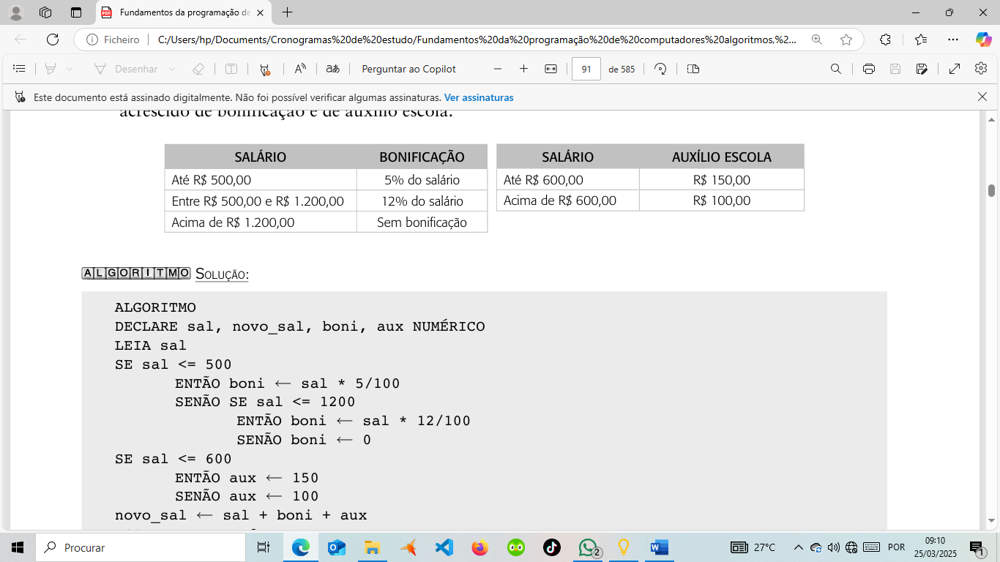 Fundamentos da programação de
Ficheiro
C:/Users/hp/Documents/Cronogramas%20de%20estudo/Fundamentos%20da%20programação%20de%20computadores%20algoritmos,%2...
Desenhar
Perguntar ao Copilot
91
de 585
Este documento está assinado digitalmente. Não foi possível verificar algumas assinaturas. Ver assinaturas
acrescido de bonificação e de auxílio escola.
SALÁRIO BONIFICAÇÃO
Até R$ 500,00 5% do salário
Entre R$ 500,00 e R$ 1.200,00 12% do salário
Acima de R$ 1.200,00 Sem bonificação
SALÁRIO AUXÍLIO ESCOLA
Até R$ 600,00 R$ 150,00
Acima de R$ 600,00 R$ 100,00
ALGORITMO SOLUÇÃO:
ALGORITMO
DECLARE sal, novo_sal, boni, aux NUMÉRICO
LEIA sal
SE sal <= 500
ENTÃO boni ← sal * 5/100
SENÃO SE sal <= 1200
ENTÃO boni ← sal * 12/100
SENÃO boni ← 0
SE sal <= 600
ENTÃO aux ← 150
SENÃO aux ← 100
novo_sal ← sal + boni + aux
Procurar
2
27°C
POR
09:10
25/03/2025
1